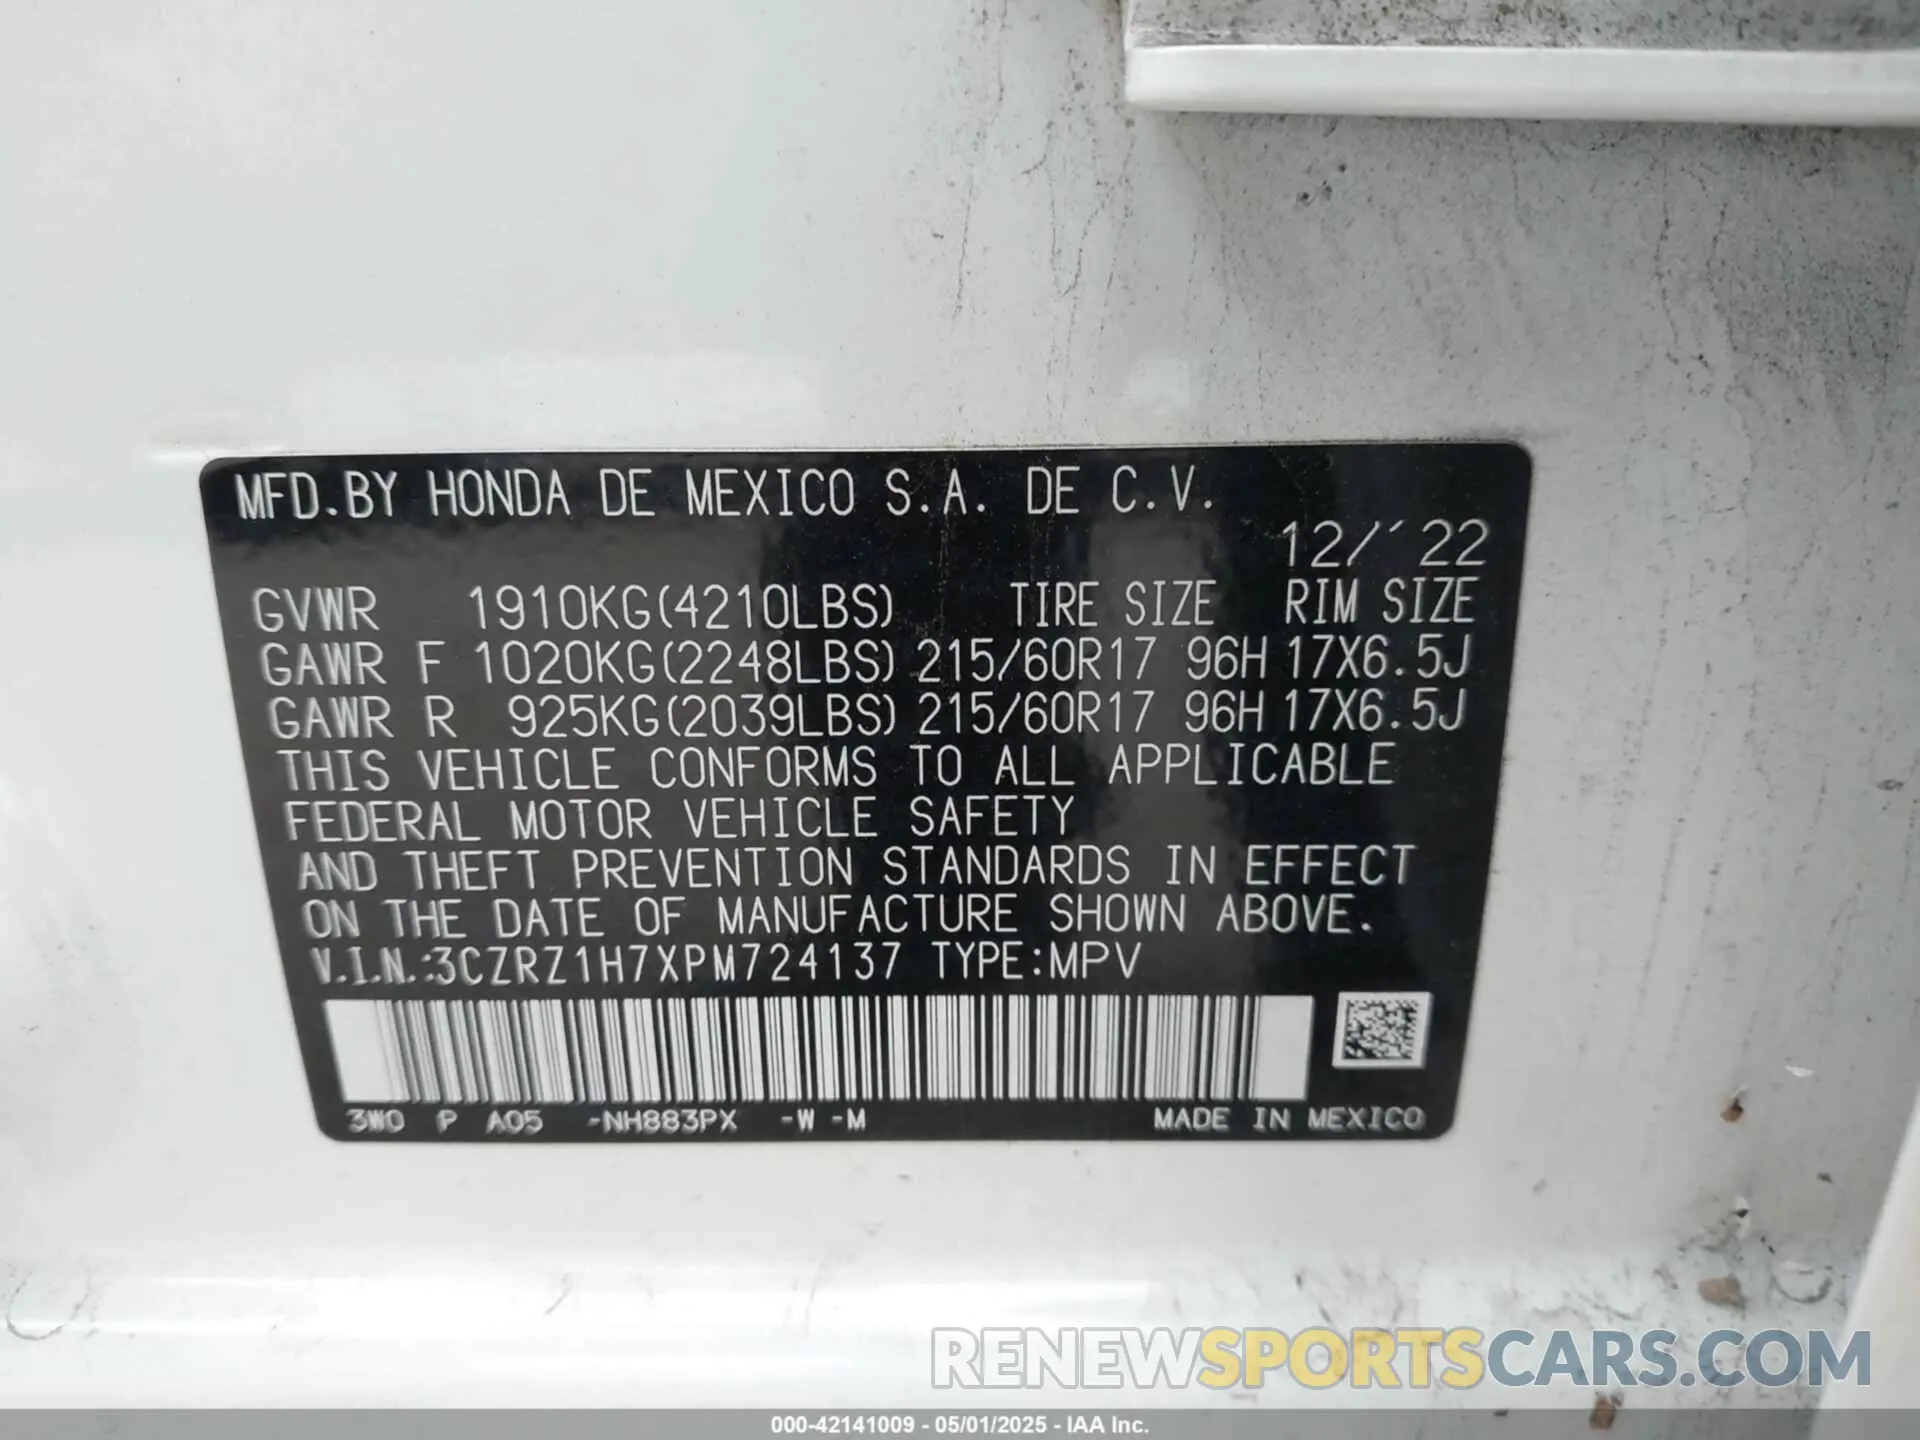 MFD.BY HONDA DE MEXICO S.A. DE C.V.
12/'22
GVWR 1910KG(4210LBS) TIRE SIZE RIM SIZE
GAWR F 1020KG(2248LBS) 215/60R17 96H 17X6.5J
GAWR R 925KG(2039LBS) 215/60R17 96H 17X6.5J
THIS VEHICLE CONFORMS TO ALL APPLICABLE
FEDERAL MOTOR VEHICLE SAFETY
AND THEFT PREVENTION STANDARDS IN EFFECT
ON THE DATE OF MANUFACTURE SHOWN ABOVE.
V.I.N.:3CZRZ1H7XPM724137 TYPE:MPV
3W0 P A05 -NH883PX -W -M MADE IN MEXICO
RENEWSPORTSCARS.COM
000-42141009 - 05/01/2025 - IAA Inc.